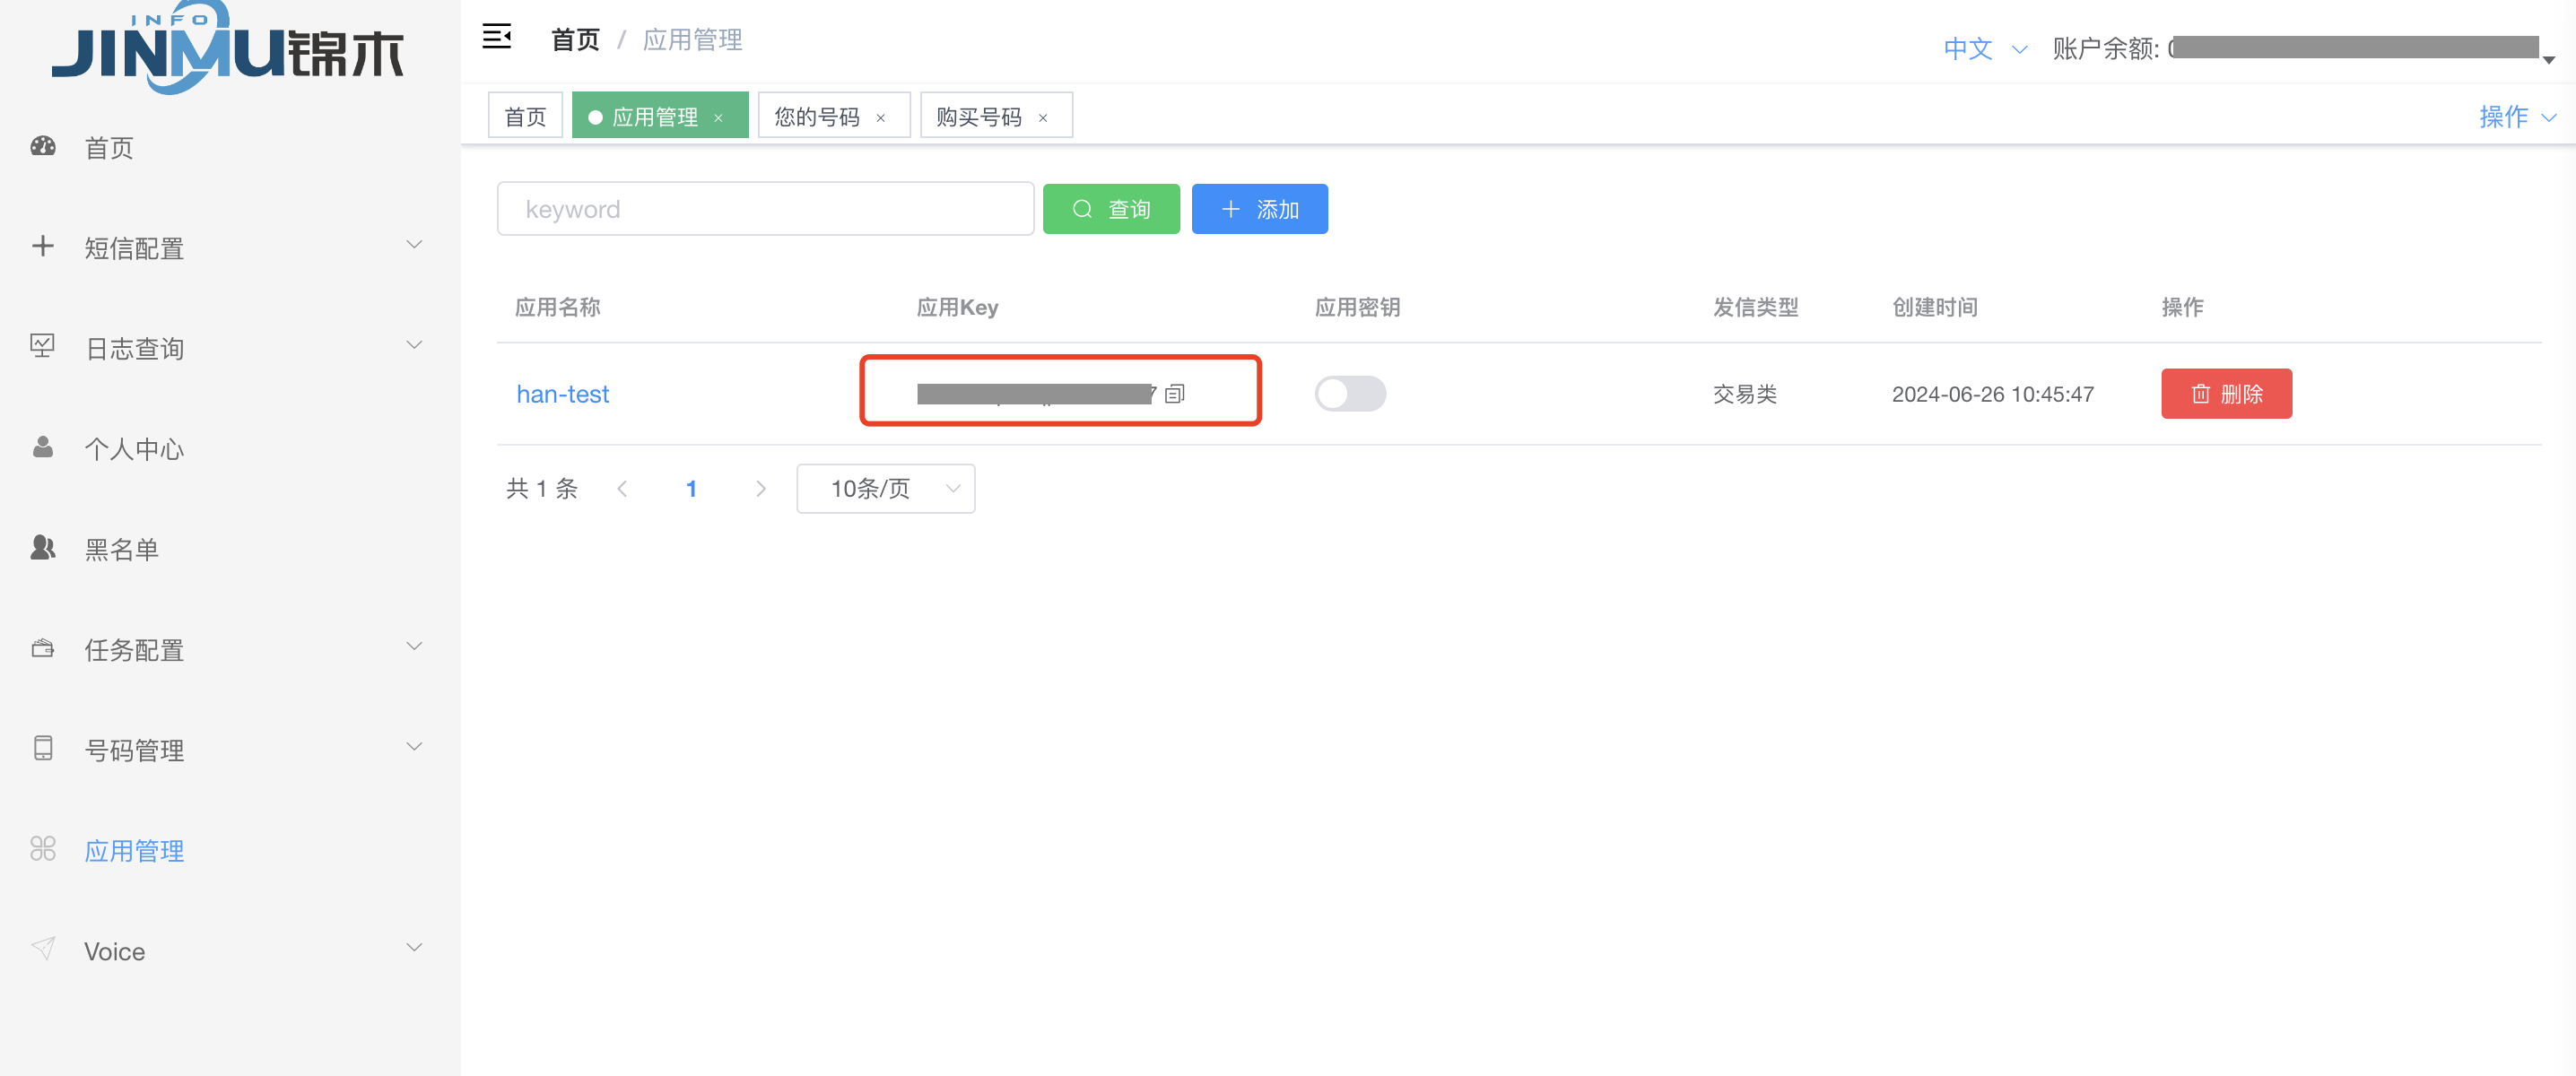 INFO
JINMU锦木
首页
短信配置
日志查询
个人中心
黑名单
任务配置
号码管理
应用管理
Voice
首页 / 应用管理
中文 账户余额:
首页 应用管理 × 您的号码 × 购买号码 × 操作
keyword 查询 添加
应用名称 应用Key 应用密钥 发信类型 创建时间 操作
han-test 交易类 2024-06-26 10:45:47 删除
共 1 条 1 10条/页